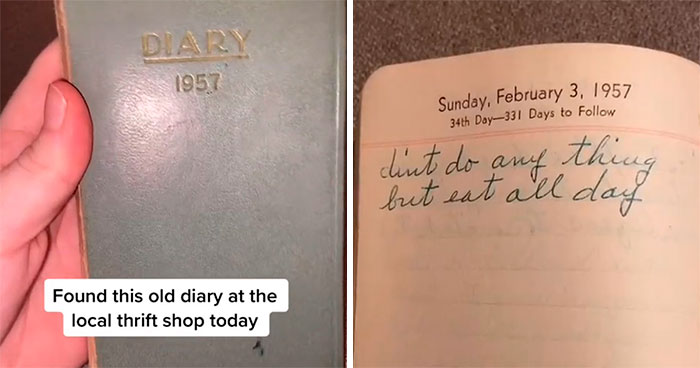 DIARY
1957
Found this old diary at the
local thrift shop today
Sunday, February 3, 1957
34th Day—331 Days to Follow
dint do any thing
but eat all day